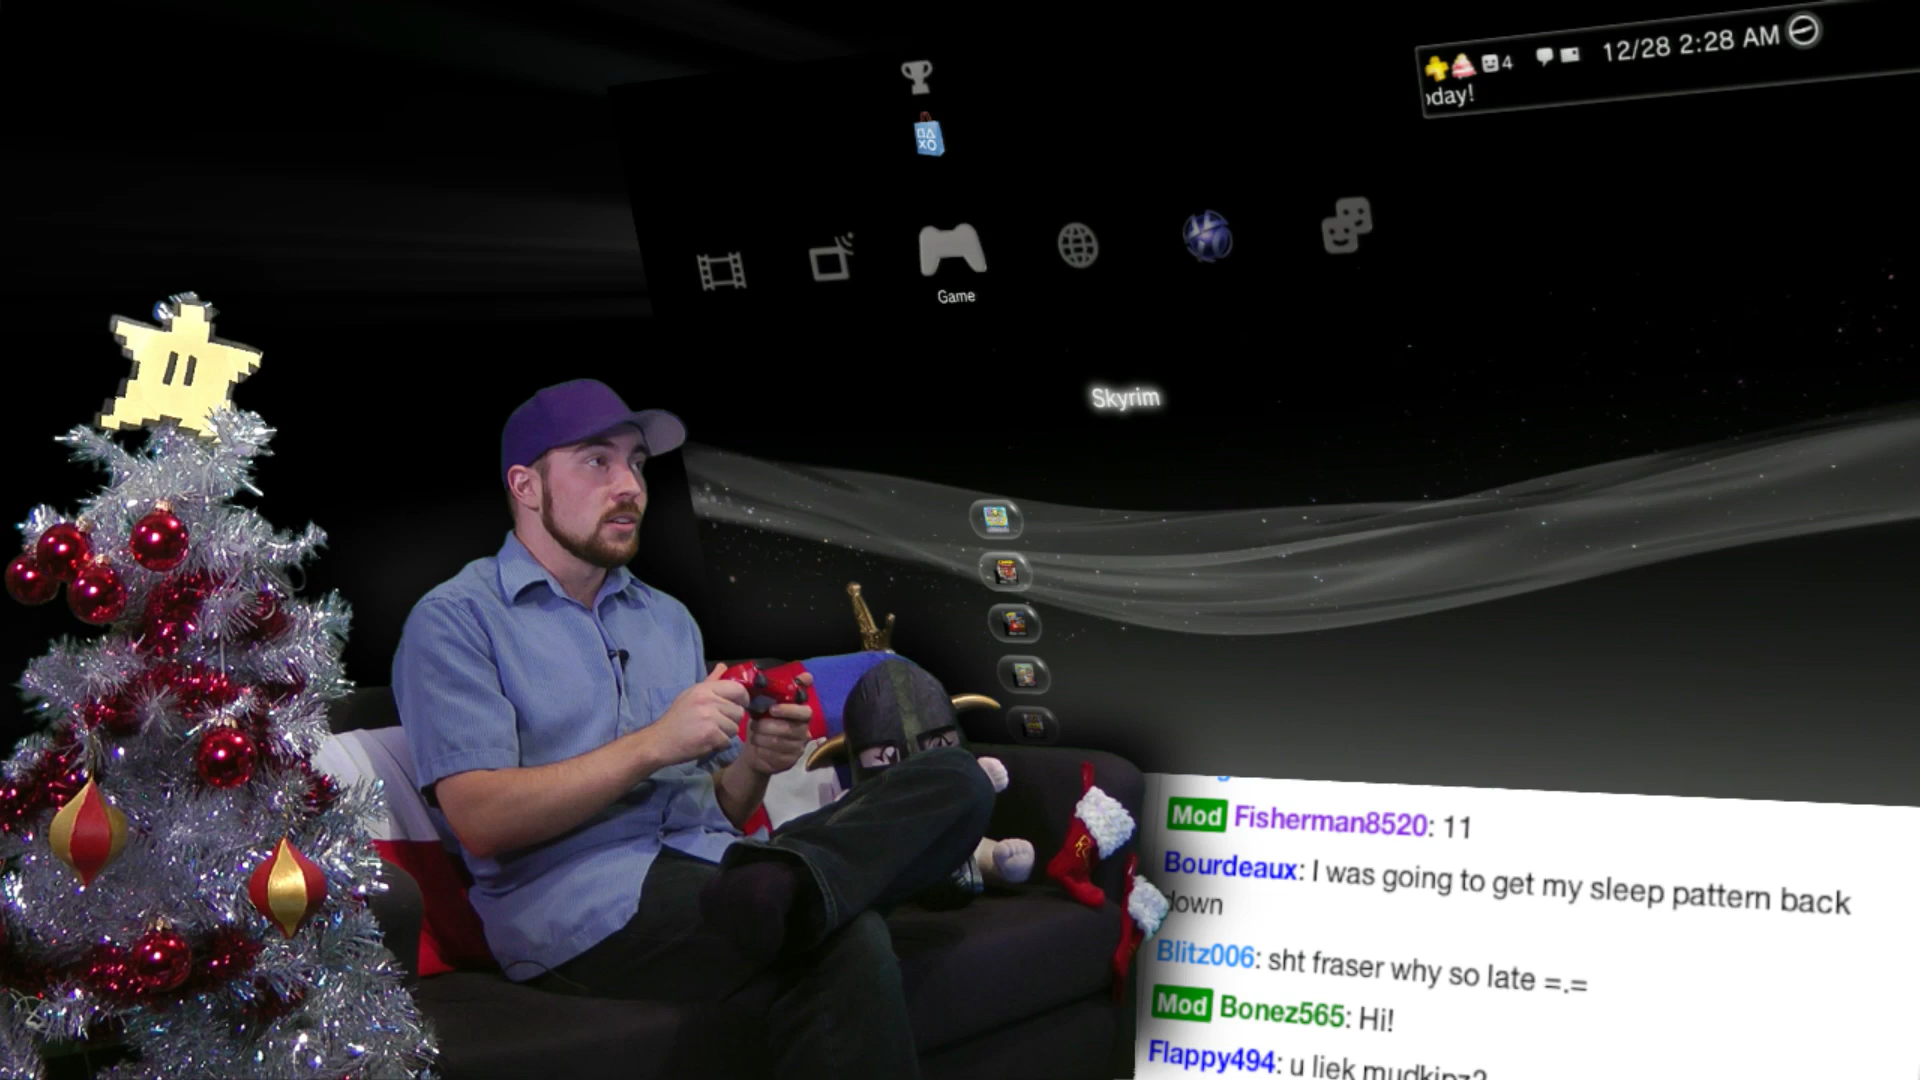 4 12/28 2:28 AM
day!
Game
Skyrim
Mod Fisherman8520: 11
Bourdeaux: I was going to get my sleep pattern back
down
Blitz006: sht fraser why so late =.=
Mod Bonez565: Hi!
Flappy494: u liek mudkipz?